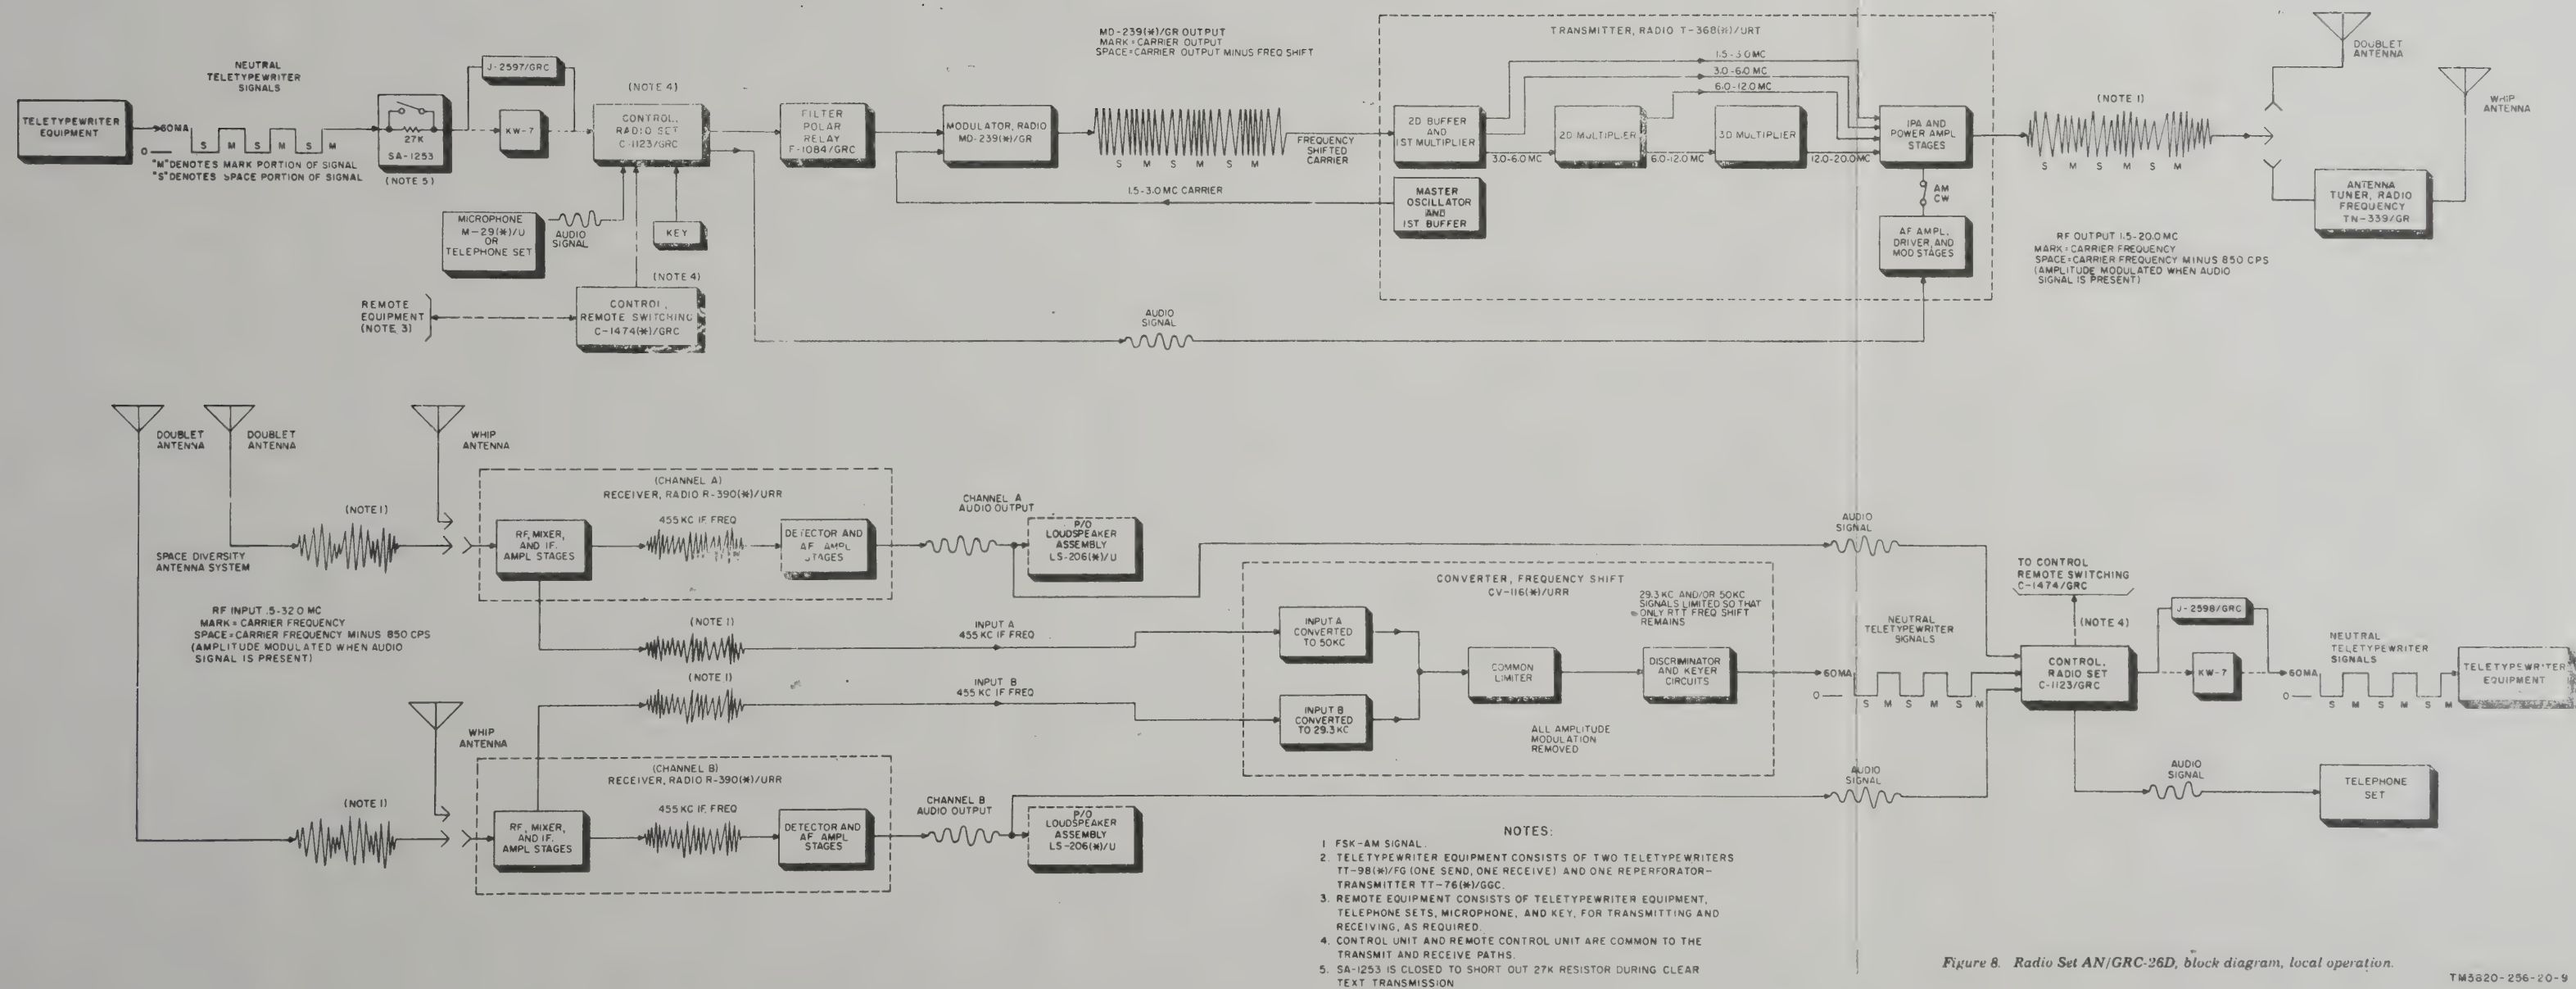 NEUTRAL
TELETYPEWRITER
SIGNALS
TELETYPEWRITER
EQUIPMENT
60MA
0
S M S M S M
"M" DENOTES MARK PORTION OF SIGNAL
"S" DENOTES SPACE PORTION OF SIGNAL
27K
SA-1253
(NOTE 5)
J-2597/GRC
KW-7
(NOTE 4)
CONTROL,
RADIO SET
C-1123/GRC
MICROPHONE
M-29(*)/U
OR
TELEPHONE SET
AUDIO
SIGNAL
KEY
(NOTE 4)
REMOTE
EQUIPMENT
(NOTE 3)
CONTROL,
REMOTE SWITCHING
C-1474(*)/GRC
FILTER
POLAR
RELAY
F-1084/GRC
MODULATOR, RADIO
MD-239(*)/GR
MD-239(*)/GR OUTPUT
MARK=CARRIER OUTPUT
SPACE=CARRIER OUTPUT MINUS FREQ SHIFT
S M S M S M
FREQUENCY
SHIFTED
CARRIER
1.5-3.0 MC CARRIER
AUDIO
SIGNAL
TRANSMITTER, RADIO T-368(*)/URT
1.5-3.0 MC
3.0-6.0 MC
6.0-12.0 MC
2D BUFFER
AND
1ST MULTIPLIER
3.0-6.0MC
2D MULTIPLIER
6.0-12.0MC
3D MULTIPLIER
12.0-20.0MC
IPA AND
POWER AMPL
STAGES
MASTER
OSCILLATOR
AND
1ST BUFFER
AM
CW
AF AMPL,
DRIVER, AND
MOD STAGES
(NOTE 1)
S M S M S M
RF OUTPUT 1.5-20.0 MC
MARK=CARRIER FREQUENCY
SPACE=CARRIER FREQUENCY MINUS 850 CPS
(AMPLITUDE MODULATED WHEN AUDIO
SIGNAL IS PRESENT)
DOUBLET
ANTENNA
WHIP
ANTENNA
ANTENNA
TUNER, RADIO
FREQUENCY
TN-339/GR
DOUBLET
ANTENNA
DOUBLET
ANTENNA
WHIP
ANTENNA
(NOTE 1)
SPACE DIVERSITY
ANTENNA SYSTEM
RF INPUT .5-32.0 MC
MARK = CARRIER FREQUENCY
SPACE=CARRIER FREQUENCY MINUS 850 CPS
(AMPLITUDE MODULATED WHEN AUDIO
SIGNAL IS PRESENT)
(CHANNEL A)
RECEIVER, RADIO R-390(*)/URR
RF, MIXER,
AND IF.
AMPL STAGES
455 KC IF. FREQ
DETECTOR AND
AF AMPL
STAGES
CHANNEL A
AUDIO OUTPUT
P/O
LOUDSPEAKER
ASSEMBLY
LS-206(*)/U
(NOTE 1)
INPUT A
455 KC IF FREQ
(NOTE 1)
INPUT B
455 KC IF FREQ
WHIP
ANTENNA
(NOTE 1)
(CHANNEL B)
RECEIVER, RADIO R-390(*)/URR
RF, MIXER,
AND IF.
AMPL STAGES
455 KC IF. FREQ
DETECTOR AND
AF AMPL
STAGES
CHANNEL B
AUDIO OUTPUT
P/O
LOUDSPEAKER
ASSEMBLY
LS-206(*)/U
CONVERTER, FREQUENCY SHIFT
CV-116(*)/URR
INPUT A
CONVERTED
TO 50KC
INPUT B
CONVERTED
TO 29.3 KC
COMMON
LIMITER
29.3 KC AND/OR 50KC
SIGNALS LIMITED SO THAT
ONLY RTT FREQ SHIFT
REMAINS
DISCRIMINATOR
AND KEYER
CIRCUITS
ALL AMPLITUDE
MODULATION
REMOVED
AUDIO
SIGNAL
NEUTRAL
TELETYPEWRITER
SIGNALS
60MA
0
S M S M S M
AUDIO
SIGNAL
TO CONTROL
REMOTE SWITCHING
C-1474/GRC
(NOTE 4)
CONTROL,
RADIO SET
C-1123/GRC
J-2598/GRC
KW-7
60MA
0
NEUTRAL
TELETYPEWRITER
SIGNALS
S M S M S M
TELETYPEWRITER
EQUIPMENT
AUDIO
SIGNAL
TELEPHONE
SET
NOTES:
1 FSK-AM SIGNAL.
2. TELETYPEWRITER EQUIPMENT CONSISTS OF TWO TELETYPEWRITERS
TT-98(*)/FG (ONE SEND, ONE RECEIVE) AND ONE REPERFORATOR-
TRANSMITTER TT-76(*)/GGC.
3. REMOTE EQUIPMENT CONSISTS OF TELETYPEWRITER EQUIPMENT,
TELEPHONE SETS, MICROPHONE, AND KEY, FOR TRANSMITTING AND
RECEIVING, AS REQUIRED.
4. CONTROL UNIT AND REMOTE CONTROL UNIT ARE COMMON TO THE
TRANSMIT AND RECEIVE PATHS.
5. SA-1253 IS CLOSED TO SHORT OUT 27K RESISTOR DURING CLEAR
TEXT TRANSMISSION
Figure 8. Radio Set AN/GRC-26D, block diagram, local operation.
TM5820-256-20-9